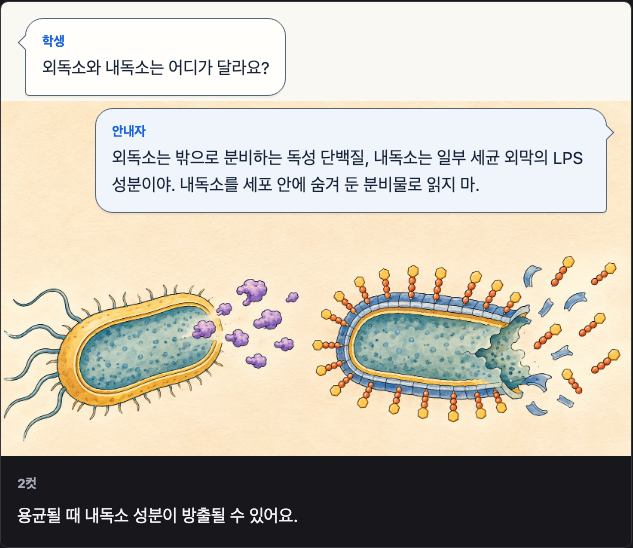 학생
외독소와 내독소는 어디가 달라요?
안내자
외독소는 밖으로 분비하는 독성 단백질, 내독소는 일부 세균 외막의 LPS
성분이야. 내독소를 세포 안에 숨겨 둔 분비물로 읽지 마.
2컷
용균될 때 내독소 성분이 방출될 수 있어요.